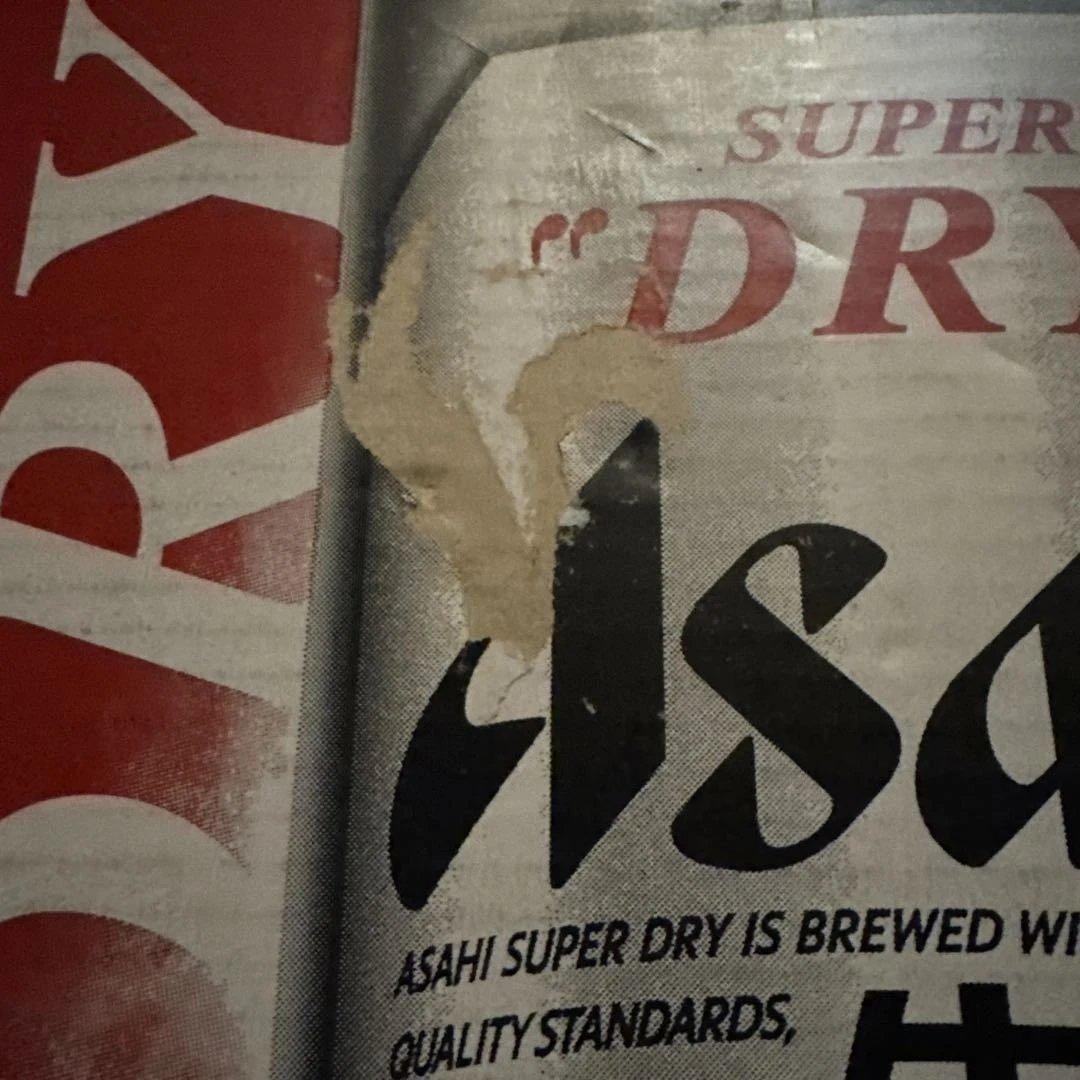 DRY
SUPER
"DRY
Asa
ASAHI SUPER DRY IS BREWED WI
QUALITY STANDARDS,